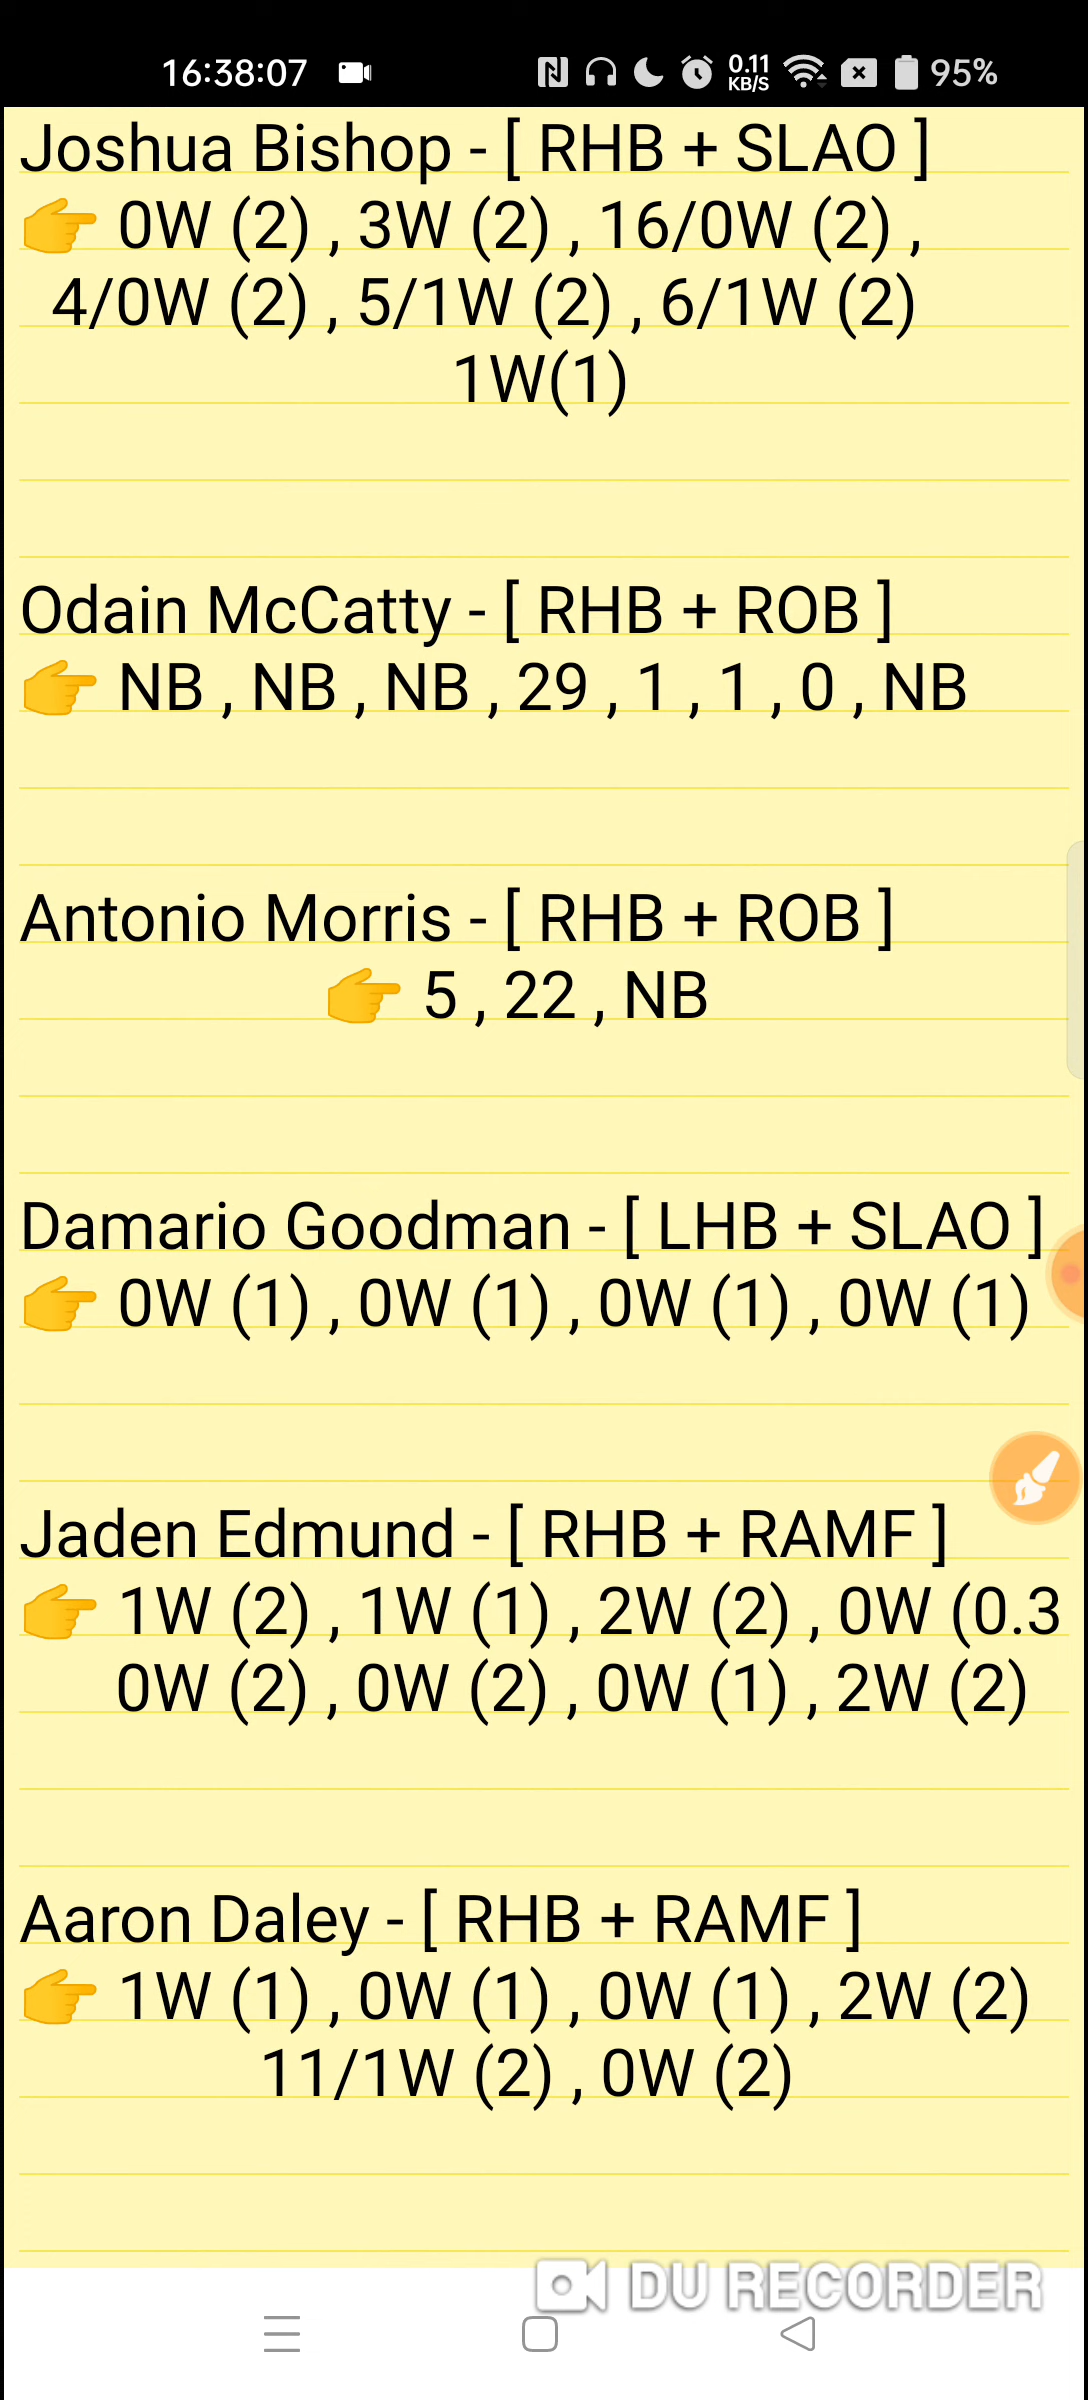 16:38:07 0.11 KB/S 95%
Joshua Bishop - [ RHB + SLAO ]
👉 0W (2) , 3W (2) , 16/0W (2) ,
4/0W (2) , 5/1W (2) , 6/1W (2)
1W(1)
Odain McCatty - [ RHB + ROB ]
👉 NB , NB , NB , 29 , 1 , 1 , 0 , NB
Antonio Morris - [ RHB + ROB ]
👉 5 , 22 , NB
Damario Goodman - [ LHB + SLAO ]
👉 0W (1) , 0W (1) , 0W (1) , 0W (1)
Jaden Edmund - [ RHB + RAMF ]
👉 1W (2) , 1W (1) , 2W (2) , 0W (0.3
0W (2) , 0W (2) , 0W (1) , 2W (2)
Aaron Daley - [ RHB + RAMF ]
👉 1W (1) , 0W (1) , 0W (1) , 2W (2)
11/1W (2) , 0W (2)
DU RECORDER